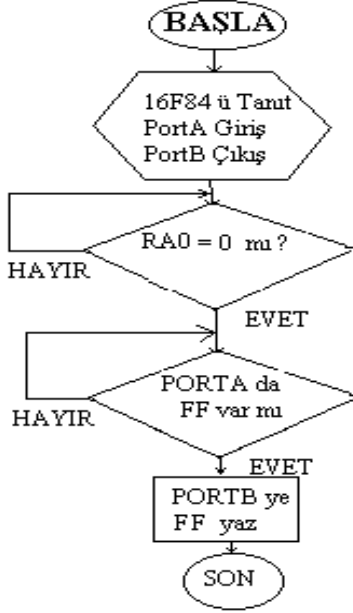 BAŞLA
16F84 ü Tanıt
PortA Giriş
PortB Çıkış
RA0 = 0 mı ?
HAYIR
EVET
PORTA da
FF var mı
HAYIR
EVET
PORTB ye
FF yaz
SON